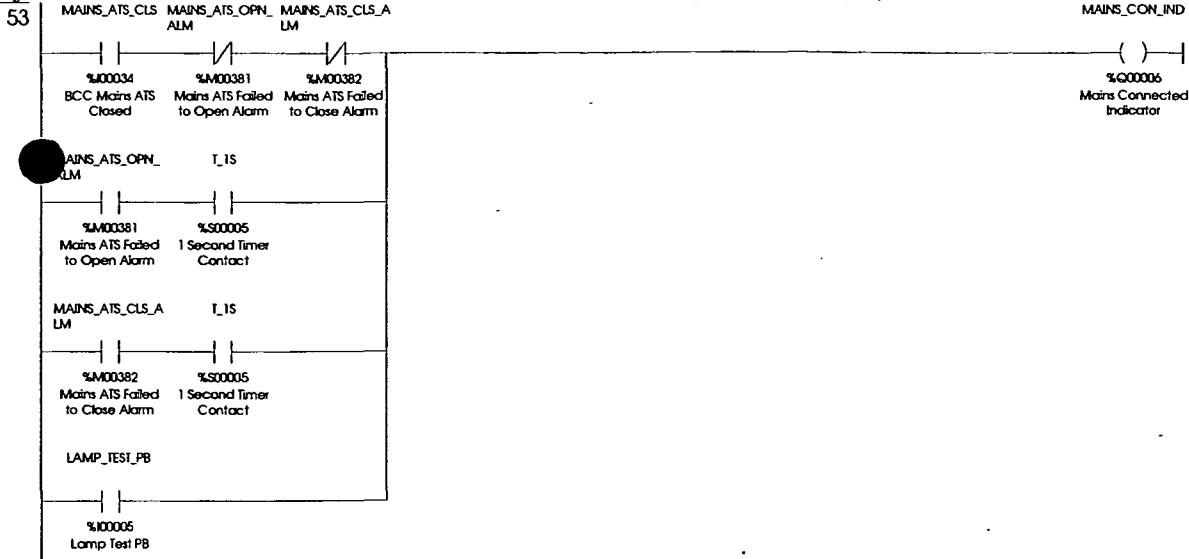 53
MAINS_ATS_CLS MAINS_ATS_OPN_ MAINS_ATS_CLS_A MAINS_CON_IND
ALM LM
%I00034 %M00381 %M00382 %Q00006
BCC Mains ATS Mains ATS Failed Mains ATS Failed Mains Connected
Closed to Open Alarm to Close Alarm Indicator
AINS_ATS_OPN_ T_1S
LM
%M00381 %S00005
Mains ATS Failed 1 Second Timer
to Open Alarm Contact
MAINS_ATS_CLS_A T_1S
LM
%M00382 %S00005
Mains ATS Failed 1 Second Timer
to Close Alarm Contact
LAMP_TEST_PB
%I00005
Lamp Test PB